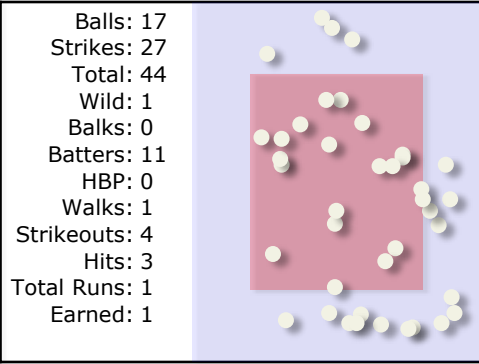 Balls: 17
Strikes: 27
Total: 44
Wild: 1
Balks: 0
Batters: 11
HBP: 0
Walks: 1
Strikeouts: 4
Hits: 3
Total Runs: 1
Earned: 1